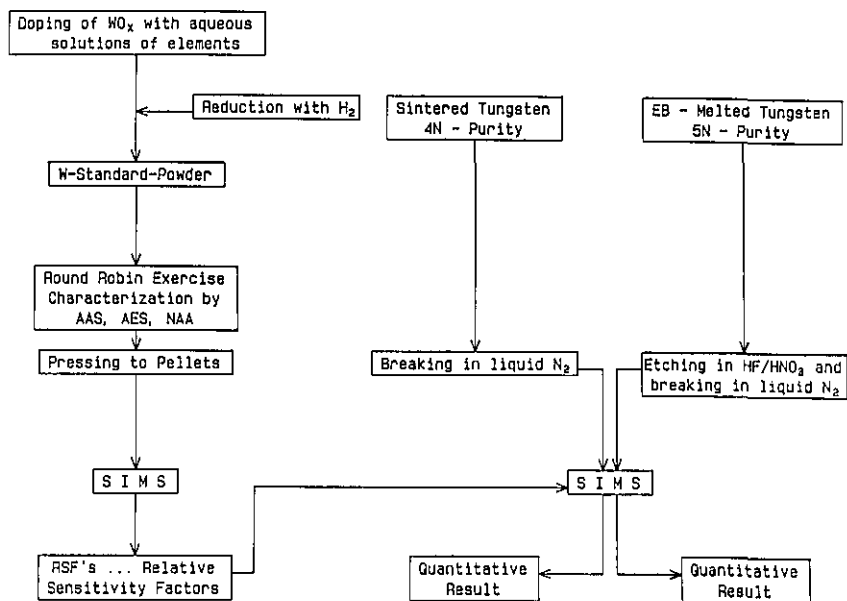 Doping of WOₓ with aqueous
solutions of elements
Reduction with H₂
Sintered Tungsten
4N - Purity
EB - Melted Tungsten
5N - Purity
W-Standard-Powder
Round Robin Exercise
Characterization by
AAS, AES, NAA
Pressing to Pellets
Breaking in liquid N₂
Etching in HF/HNO₃ and
breaking in liquid N₂
S I M S
S I M S
RSF's ... Relative
Sensitivity Factors
Quantitative
Result
Quantitative
Result